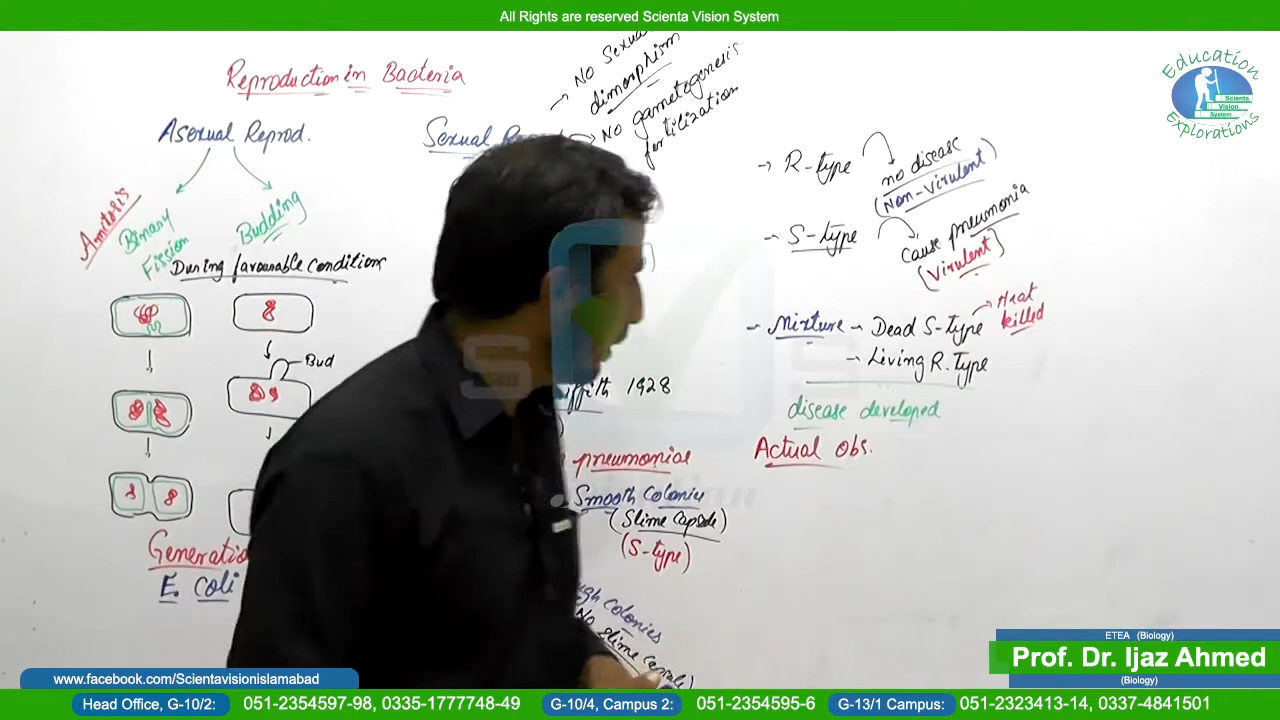 All Rights are reserved Scienta Vision System
Education
Scienta
Vision
System
Explorations
Reproduction in Bacteria
Asexual Reprod.
Amitosis
Binary
Fission
Budding
During favourable Conditions
Bud
E. coli
Sexual
→ No
dimorphism
No gametogenesis
fertilization
1928
pneumoniae
Smooth Colonies
(Slime Capsule)
(S-type)
colonies
No slime capsule)
→ R-type
no disease
(Non-virulent)
→ S-type
Cause pneumonia
(virulent)
- Mixture - Dead S-type
Heat
killed
- Living R-type
disease developed
Actual Obs.
ETEA (Biology)
Prof. Dr. Ijaz Ahmed
(Biology)
www.facebook.com/Scientavisionislamabad
Head Office, G-10/2: 051-2354597-98, 0335-1777748-49 G-10/4, Campus 2: 051-2354595-6 G-13/1 Campus: 051-2323413-14, 0337-4841501